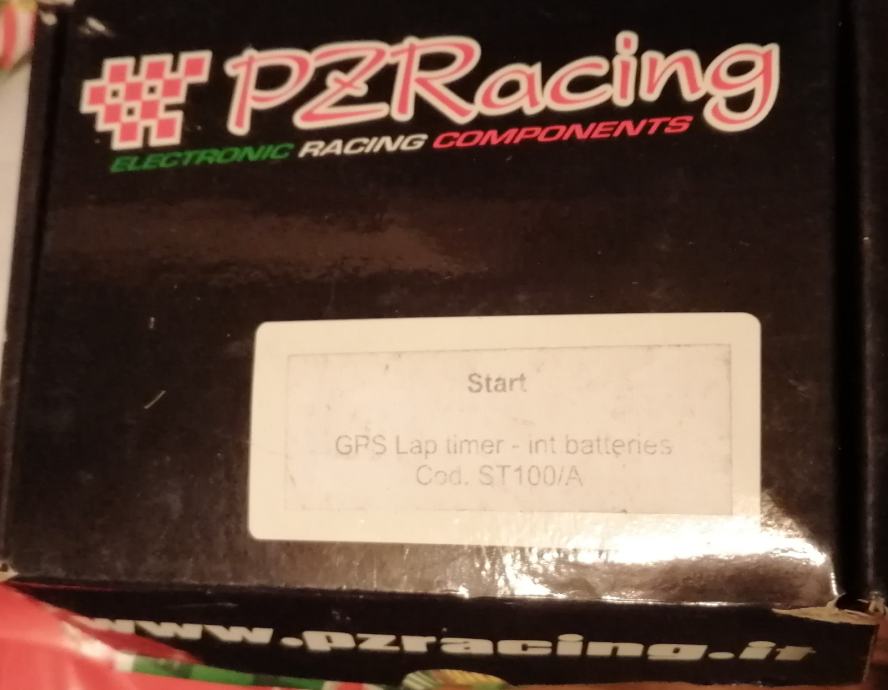 PZRacing
ELECTRONIC RACING COMPONENTS
Start
GPS Lap timer - int batteries
Cod. ST100/A
www.pzracing.it